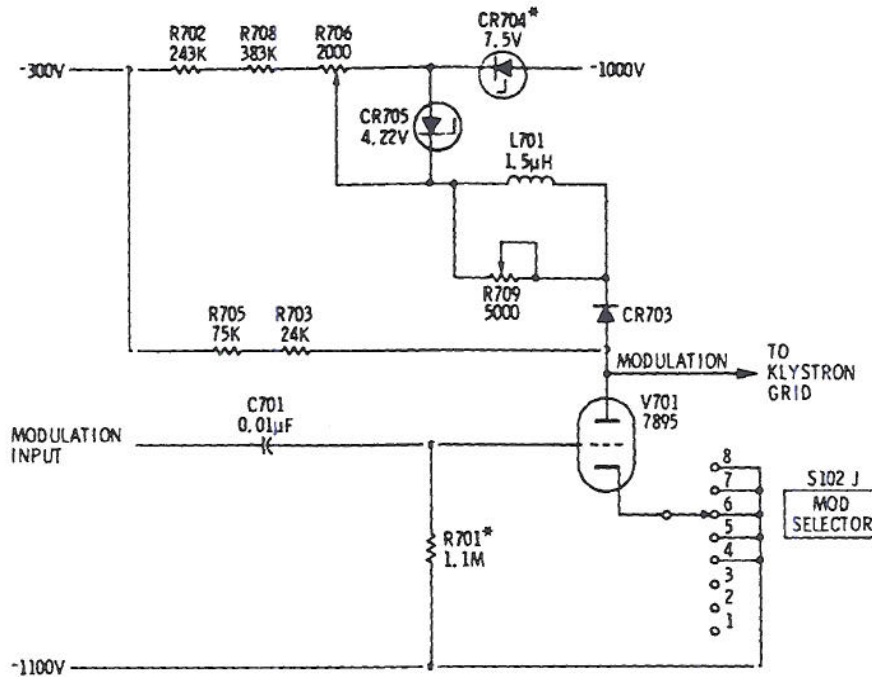 CR704*
7.5V
R702
243K
R708
383K
R706
2000
-300V
-1000V
CR705
4.22V
L701
1.5μH
R709
5000
CR703
R705
75K
R703
24K
MODULATION
TO
KLYSTRON
GRID
C701
0.01μF
V701
7895
MODULATION
INPUT
8
7
6
5
4
3
2
1
S102 J
MOD
SELECTOR
R701*
1.1M
-1100V